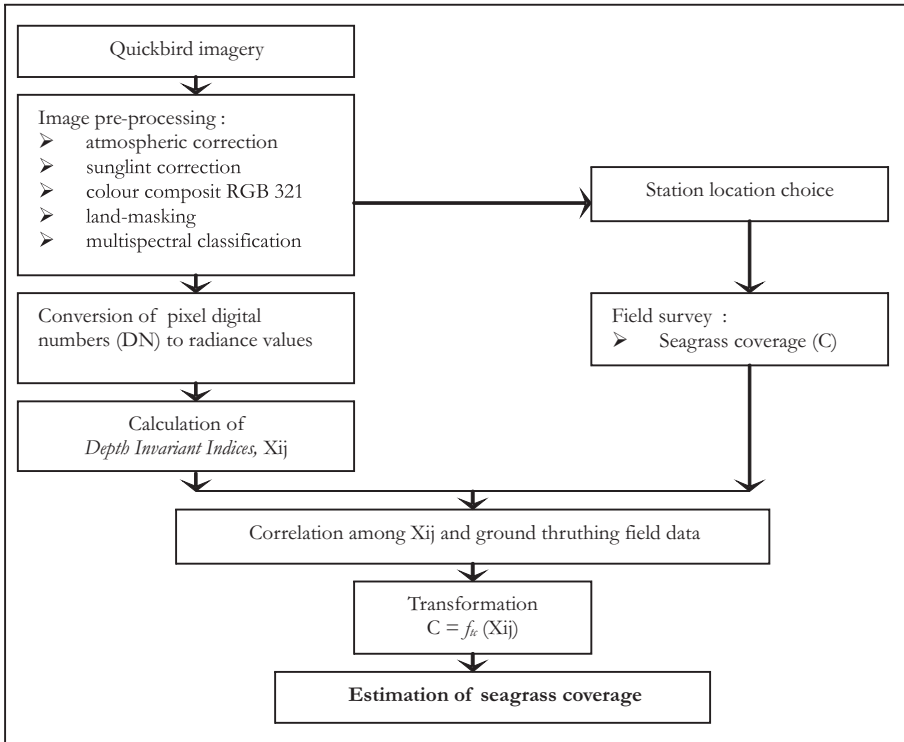 Quickbird imagery
Image pre-processing :
➢ atmospheric correction
➢ sunglint correction
➢ colour composit RGB 321
➢ land-masking
➢ multispectral classification
Station location choice
Conversion of pixel digital
numbers (DN) to radiance values
Field survey :
➢ Seagrass coverage (C)
Calculation of
Depth Invariant Indices, Xij
Correlation among Xij and ground thruthing field data
Transformation
C = f_tc (Xij)
Estimation of seagrass coverage